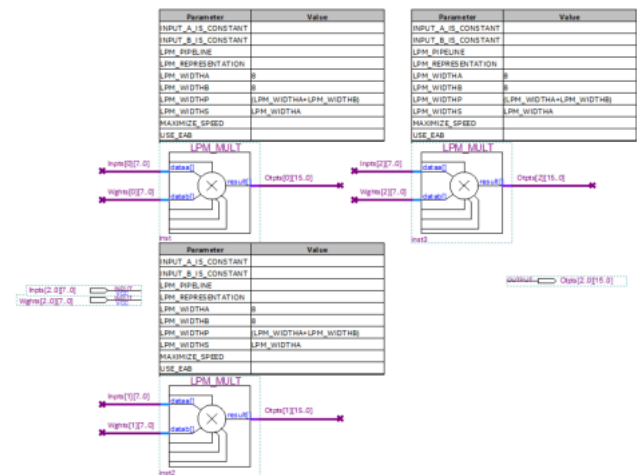 Parameter Value
INPUT_A_IS_CONSTANT
INPUT_B_IS_CONSTANT
LPM_PIPELINE
LPM_REPRESENTATION
LPM_WIDTHA 8
LPM_WIDTHB 8
LPM_WIDTHP (LPM_WIDTHA+LPM_WIDTHB)
LPM_WIDTHS LPM_WIDTHA
MAXIMIZE_SPEED
USE_EAB
LPM_MULT
Inpts[0][7..0]
dataa[]
Wghts[0][7..0]
datab[]
result[]
Otpts[0][15..0]
inst
Parameter Value
INPUT_A_IS_CONSTANT
INPUT_B_IS_CONSTANT
LPM_PIPELINE
LPM_REPRESENTATION
LPM_WIDTHA 8
LPM_WIDTHB 8
LPM_WIDTHP (LPM_WIDTHA+LPM_WIDTHB)
LPM_WIDTHS LPM_WIDTHA
MAXIMIZE_SPEED
USE_EAB
LPM_MULT
Inpts[2][7..0]
dataa[]
Wghts[2][7..0]
datab[]
result[]
Otpts[2][15..0]
inst3
Inpts[2..0][7..0] INPUT
Wghts[2..0][7..0] INPUT
VCC
Parameter Value
INPUT_A_IS_CONSTANT
INPUT_B_IS_CONSTANT
LPM_PIPELINE
LPM_REPRESENTATION
LPM_WIDTHA 8
LPM_WIDTHB 8
LPM_WIDTHP (LPM_WIDTHA+LPM_WIDTHB)
LPM_WIDTHS LPM_WIDTHA
MAXIMIZE_SPEED
USE_EAB
OUTPUT Otpts[2..0][15..0]
LPM_MULT
Inpts[1][7..0]
dataa[]
Wghts[1][7..0]
datab[]
result[]
Otpts[1][15..0]
inst2